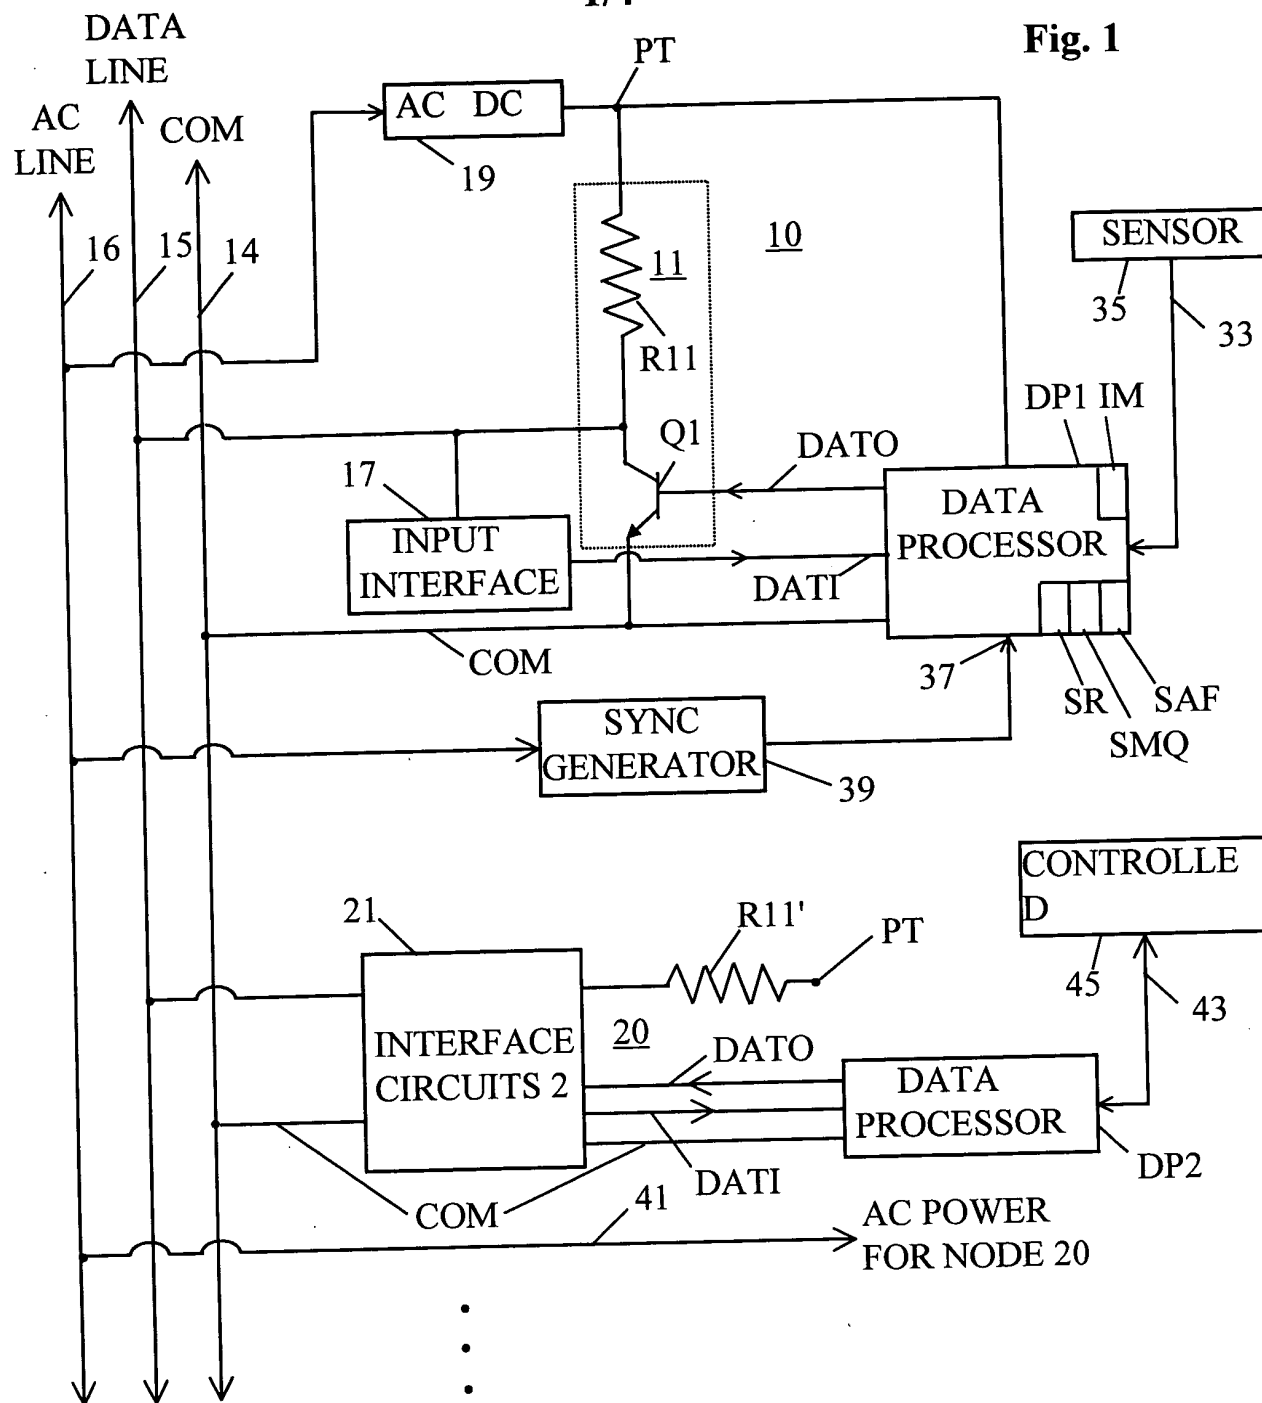 1/4
Fig. 1
DATA
LINE
AC
LINE
COM
PT
AC DC
19
16
15
14
10
11
R11
SENSOR
35
33
DP1 IM
Q1
DATO
17
INPUT
INTERFACE
DATA
PROCESSOR
DATI
COM
37
SR
SAF
SMQ
SYNC
GENERATOR
39
CONTROLLE
D
21
R11'
PT
45
43
INTERFACE
CIRCUITS 2
20
DATO
DATA
PROCESSOR
DATI
DP2
COM
41
AC POWER
FOR NODE 20